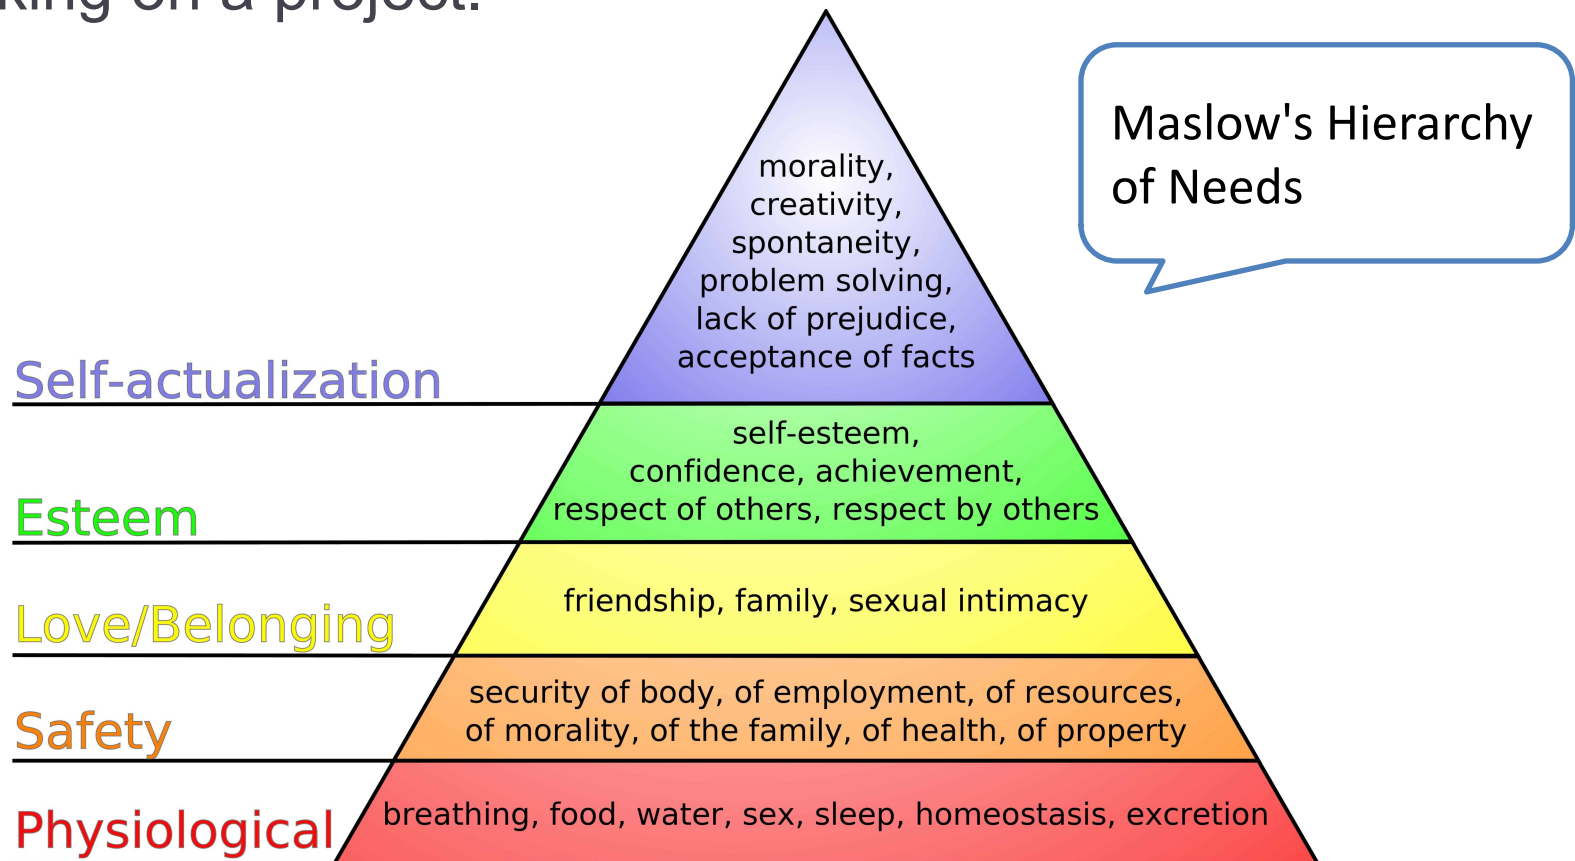 on a project.
Maslow's Hierarchy
of Needs
morality,
creativity,
spontaneity,
problem solving,
lack of prejudice,
acceptance of facts
Self-actualization
self-esteem,
confidence, achievement,
respect of others, respect by others
Esteem
friendship, family, sexual intimacy
Love/Belonging
security of body, of employment, of resources,
of morality, of the family, of health, of property
Safety
breathing, food, water, sex, sleep, homeostasis, excretion
Physiological